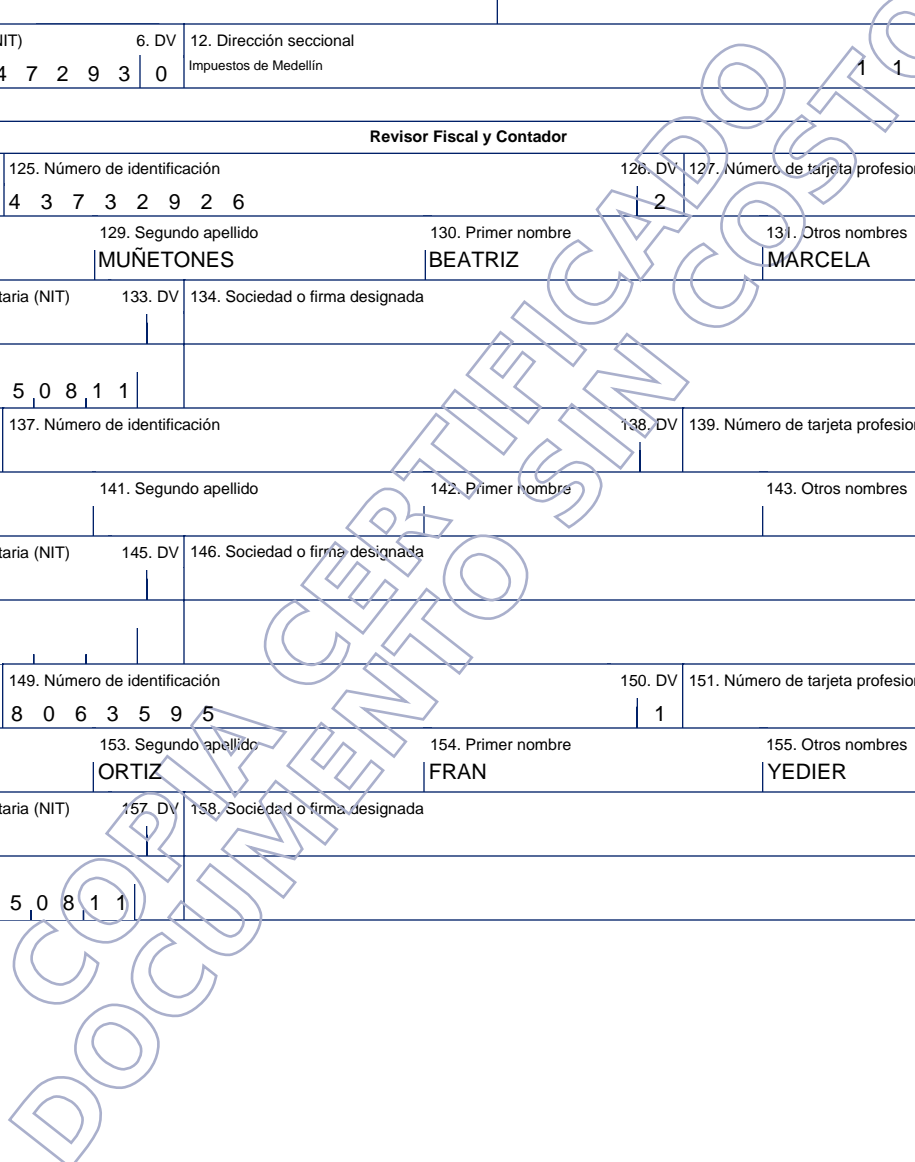 NIT) 6. DV 12. Dirección seccional
4 7 2 9 3 0 Impuestos de Medellín 1 1
Revisor Fiscal y Contador
125. Número de identificación 126. DV 127. Número de tarjeta profesion
4 3 7 3 2 9 2 6 2
129. Segundo apellido 130. Primer nombre 131. Otros nombres
MUÑETONES BEATRIZ MARCELA
taria (NIT) 133. DV 134. Sociedad o firma designada
5 0 8 1 1
137. Número de identificación 138. DV 139. Número de tarjeta profesion
141. Segundo apellido 142. Primer nombre 143. Otros nombres
taria (NIT) 145. DV 146. Sociedad o firma designada
149. Número de identificación 150. DV 151. Número de tarjeta profesion
8 0 6 3 5 9 5 1
153. Segundo apellido 154. Primer nombre 155. Otros nombres
ORTIZ FRAN YEDIER
taria (NIT) 157. DV 158. Sociedad o firma designada
5 0 8 1 1
COPIA CERTIFICADO
DOCUMENTO SIN COSTO